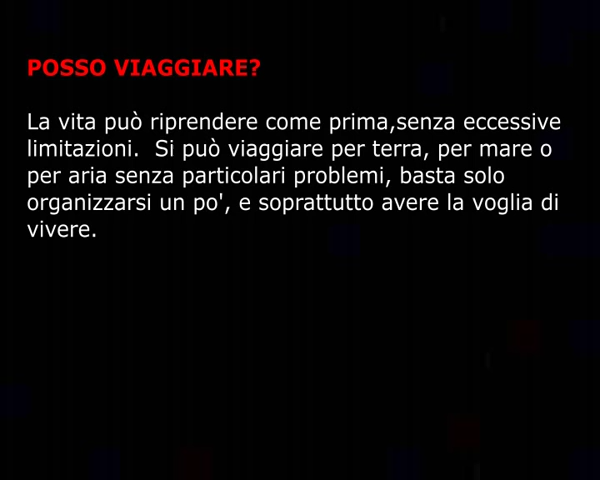 POSSO VIAGGIARE?
La vita può riprendere come prima,senza eccessive
limitazioni.  Si può viaggiare per terra, per mare o
per aria senza particolari problemi, basta solo
organizzarsi un po', e soprattutto avere la voglia di
vivere.